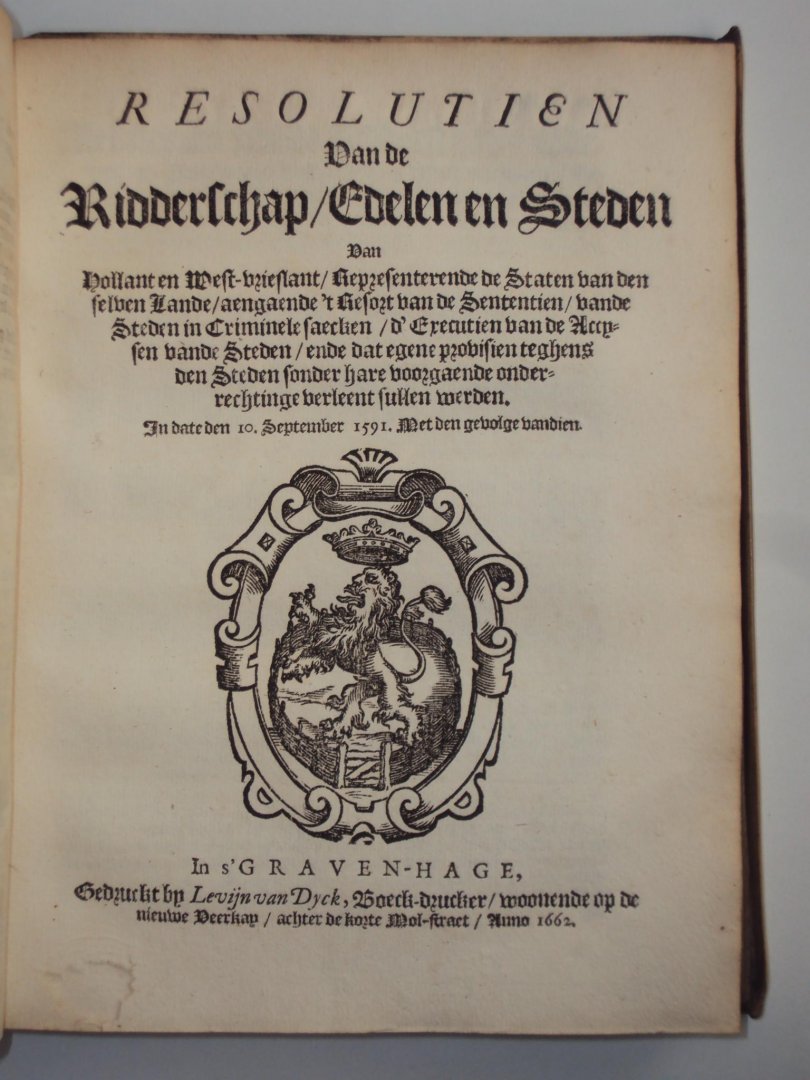 RESOLUTIEN
Van de
Ridderschap/Edelen en Steden
Van
Hollant en West-vrieslant/Representerende de Staten van den
selven Lande/aengaende 't Resort van de Sententien/vande
Steden in Criminele saecken/d' Executien van de Accy-
sen vande Steden/ende dat egene provisien teghens
den Steden sonder hare voorgaende onder-
rechtinge verleent sullen werden.
In date den 10. September 1591. Met den gevolge vandien.
In s'GRAVEN-HAGE,
Gedruckt by Levijn van Dyck, Boeck-drucker/woonende op de
nieuwe Veerkay/achter de korte Mol-straet/Anno 1662.